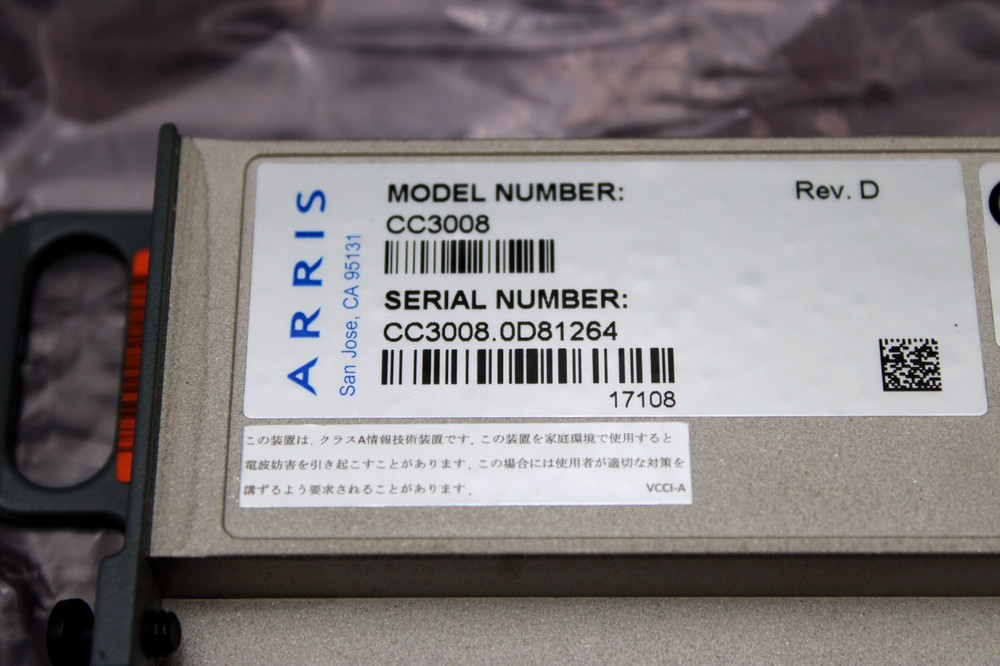 ARRIS
San Jose, CA 95131
MODEL NUMBER:
Rev. D
CC3008
SERIAL NUMBER:
CC3008.0D81264
17108
この装置は、クラスA情報技術装置です。この装置を家庭環境で使用すると
電波妨害を引き起こすことがあります。この場合には使用者が適切な対策を
講ずるよう要求されることがあります。
VCCI-A